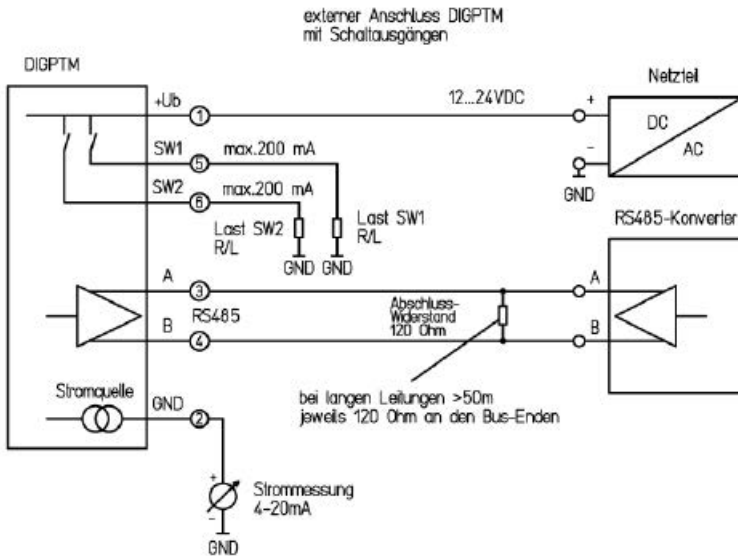 externer Anschluss DIGPTM
mit Schaltausgängen
DIGPTM
Netzteil
+Ub
1
12...24VDC
+
DC
AC
-
GND
SW1
5
max.200 mA
SW2
6
max.200 mA
Last SW2
R/L
Last SW1
R/L
GND
GND
RS485-Konverter
A
3
A
RS485
Abschluss-
Widerstand
120 Ohm
B
4
B
bei langen Leitungen >50m
jeweils 120 Ohm an den Bus-Enden
Stromquelle
GND
2
+
Strommessung
4-20mA
-
GND